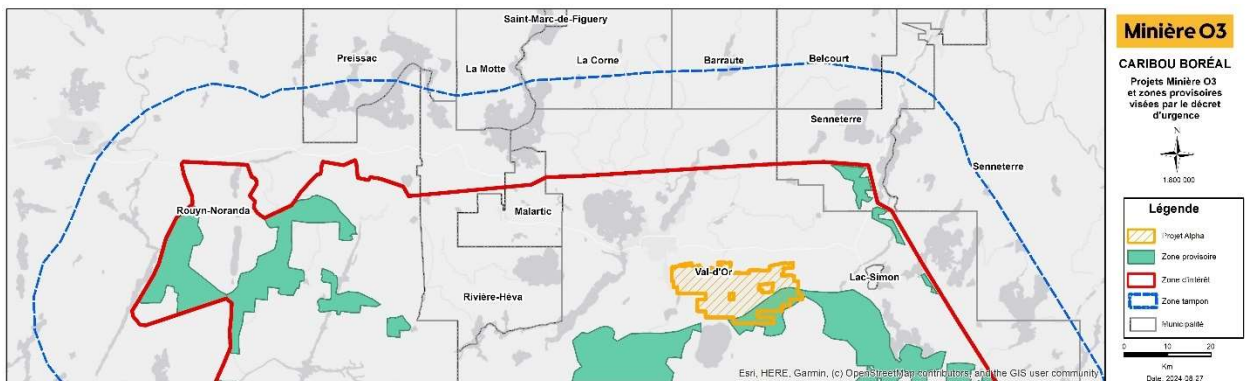 Saint-Marc-de-Figuery
Preissac
La Motte
La Corne
Barraute
Belcourt
Senneterre
Senneterre
Rouyn-Noranda
Malartic
Val-d'Or
Lac-Simon
Rivière-Héva
Esri, HERE, Garmin, (c) OpenStreetMap contributors, and the GIS user community
Minière O3
CARIBOU BORÉAL
Projets Minière O3
et zones provisoires
visées par le décret
d'urgence
N
1:800 000
Légende
Projet Alpha
Zone provisoire
Zone d'intérêt
Zone tampon
Municipalité
0 10 20
Km
Date: 2024-08-27